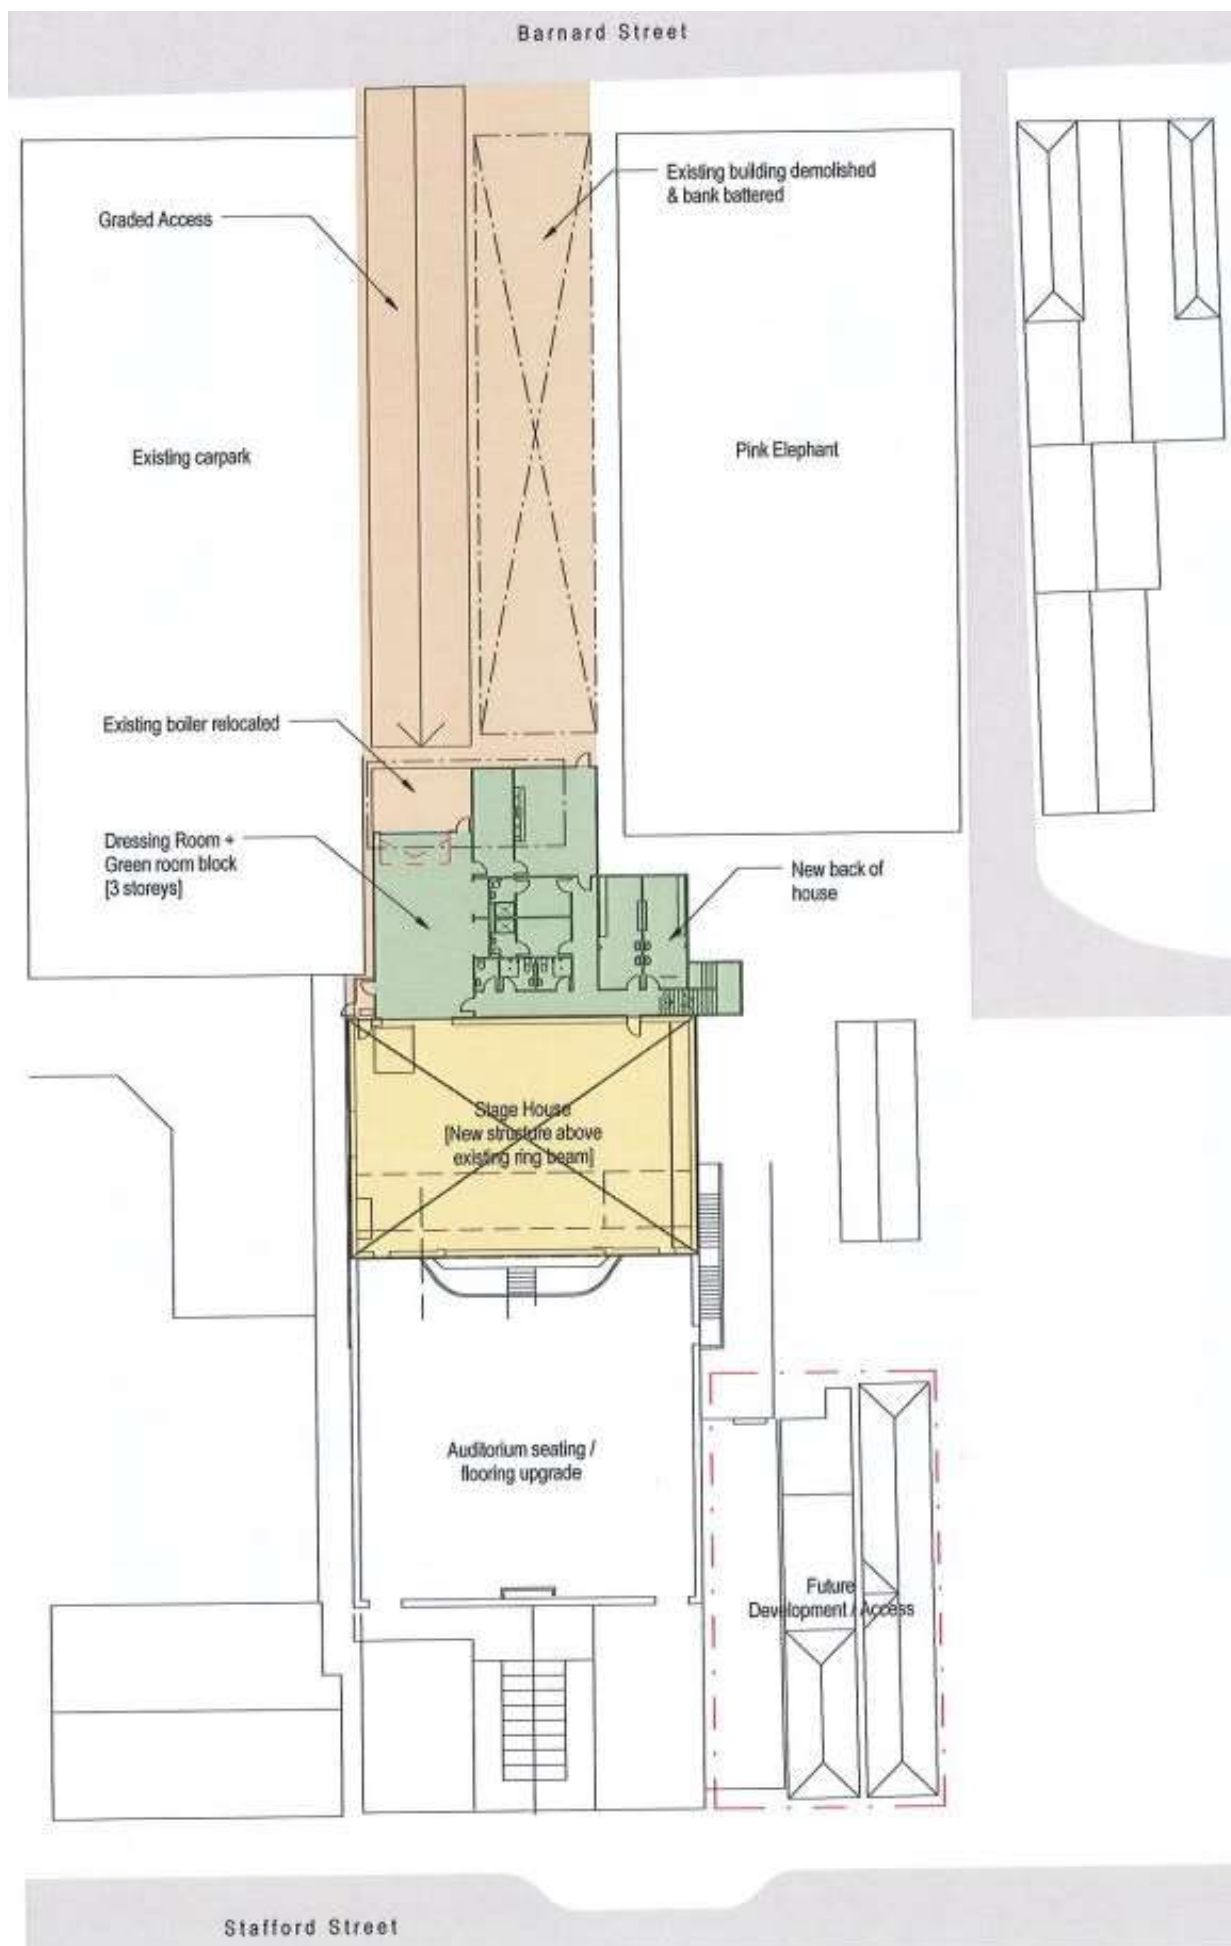 Barnard Street
Existing building demolished
& bank battered
Graded Access
Existing carpark
Pink Elephant
Existing boiler relocated
Dressing Room +
Green room block
[3 storeys]
New back of
house
Stage House
[New structure above
existing ring beam]
Auditorium seating /
flooring upgrade
Future
Development / Access
Stafford Street